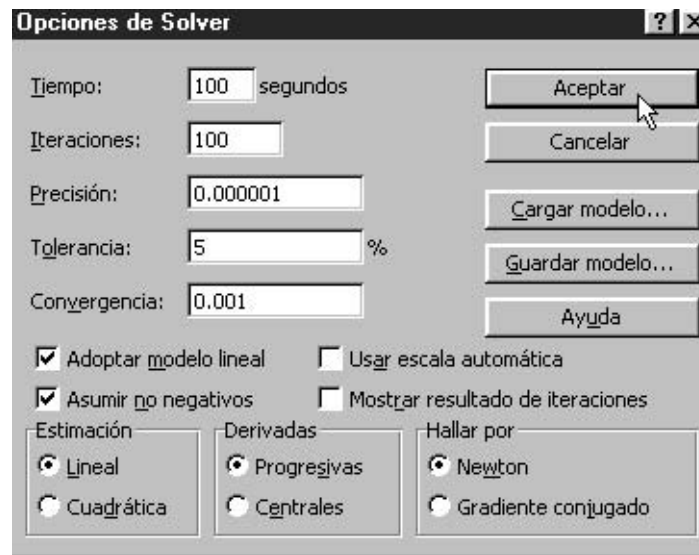 Opciones de Solver
Tiempo: 100 segundos
Aceptar
Iteraciones: 100
Cancelar
Precisión: 0.000001
Cargar modelo...
Tolerancia: 5 %
Guardar modelo...
Convergencia: 0.001
Ayuda
Adoptar modelo lineal
Usar escala automática
Asumir no negativos
Mostrar resultado de iteraciones
Estimación
Lineal
Cuadrática
Derivadas
Progresivas
Centrales
Hallar por
Newton
Gradiente conjugado